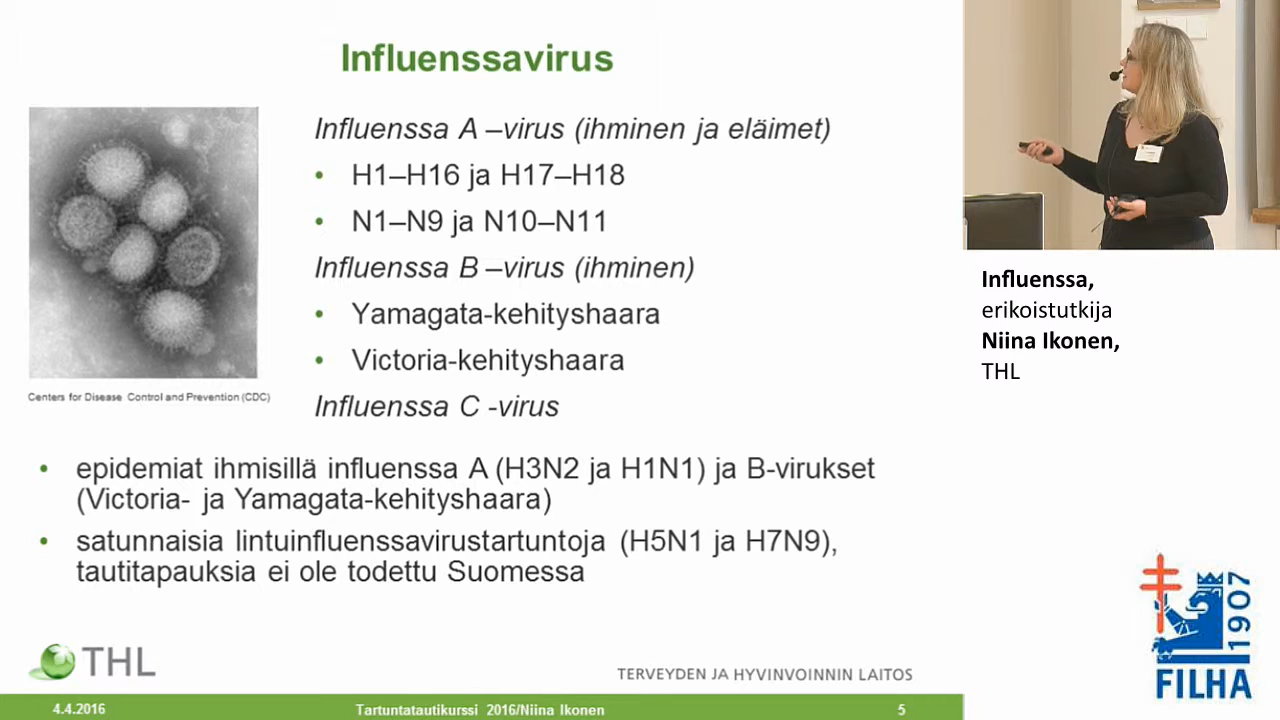 Influenssavirus
Influenssa A –virus (ihminen ja eläimet)
• H1–H16 ja H17–H18
• N1–N9 ja N10–N11
Influenssa B –virus (ihminen)
• Yamagata-kehityshaara
• Victoria-kehityshaara
Influenssa C -virus
Centers for Disease Control and Prevention (CDC)
• epidemiat ihmisillä influenssa A (H3N2 ja H1N1) ja B-virukset
(Victoria- ja Yamagata-kehityshaara)
• satunnaisia lintuinfluenssavirustartuntoja (H5N1 ja H7N9),
tautitapauksia ei ole todettu Suomessa
THL
TERVEYDEN JA HYVINVOINNIN LAITOS
4.4.2016
Tartuntatautikurssi 2016/Niina Ikonen
5
Influenssa,
erikoistutkija
Niina Ikonen,
THL
1907
FILHA